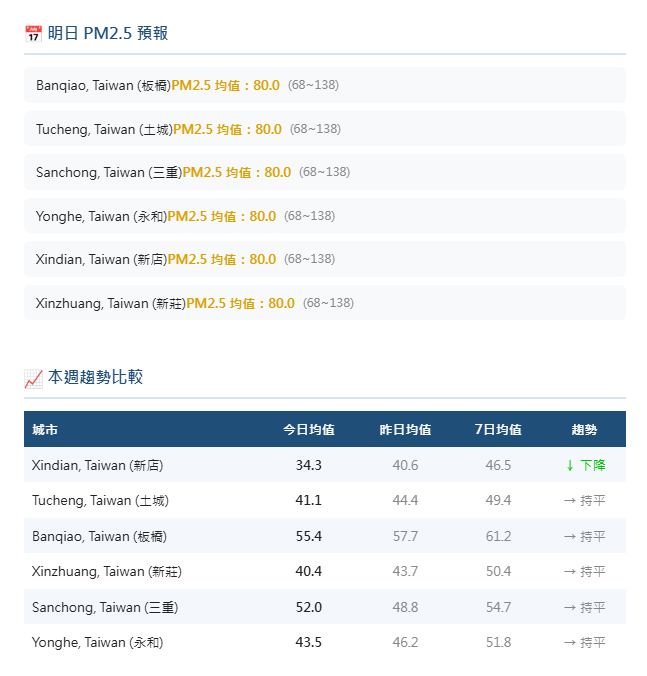 📅 明日 PM2.5 預報
Banqiao, Taiwan (板橋)PM2.5 均值：80.0 (68~138)
Tucheng, Taiwan (土城)PM2.5 均值：80.0 (68~138)
Sanchong, Taiwan (三重)PM2.5 均值：80.0 (68~138)
Yonghe, Taiwan (永和)PM2.5 均值：80.0 (68~138)
Xindian, Taiwan (新店)PM2.5 均值：80.0 (68~138)
Xinzhuang, Taiwan (新莊)PM2.5 均值：80.0 (68~138)
📈 本週趨勢比較
城市 今日均值 昨日均值 7日均值 趨勢
Xindian, Taiwan (新店) 34.3 40.6 46.5 ↓ 下降
Tucheng, Taiwan (土城) 41.1 44.4 49.4 → 持平
Banqiao, Taiwan (板橋) 55.4 57.7 61.2 → 持平
Xinzhuang, Taiwan (新莊) 40.4 43.7 50.4 → 持平
Sanchong, Taiwan (三重) 52.0 48.8 54.7 → 持平
Yonghe, Taiwan (永和) 43.5 46.2 51.8 → 持平